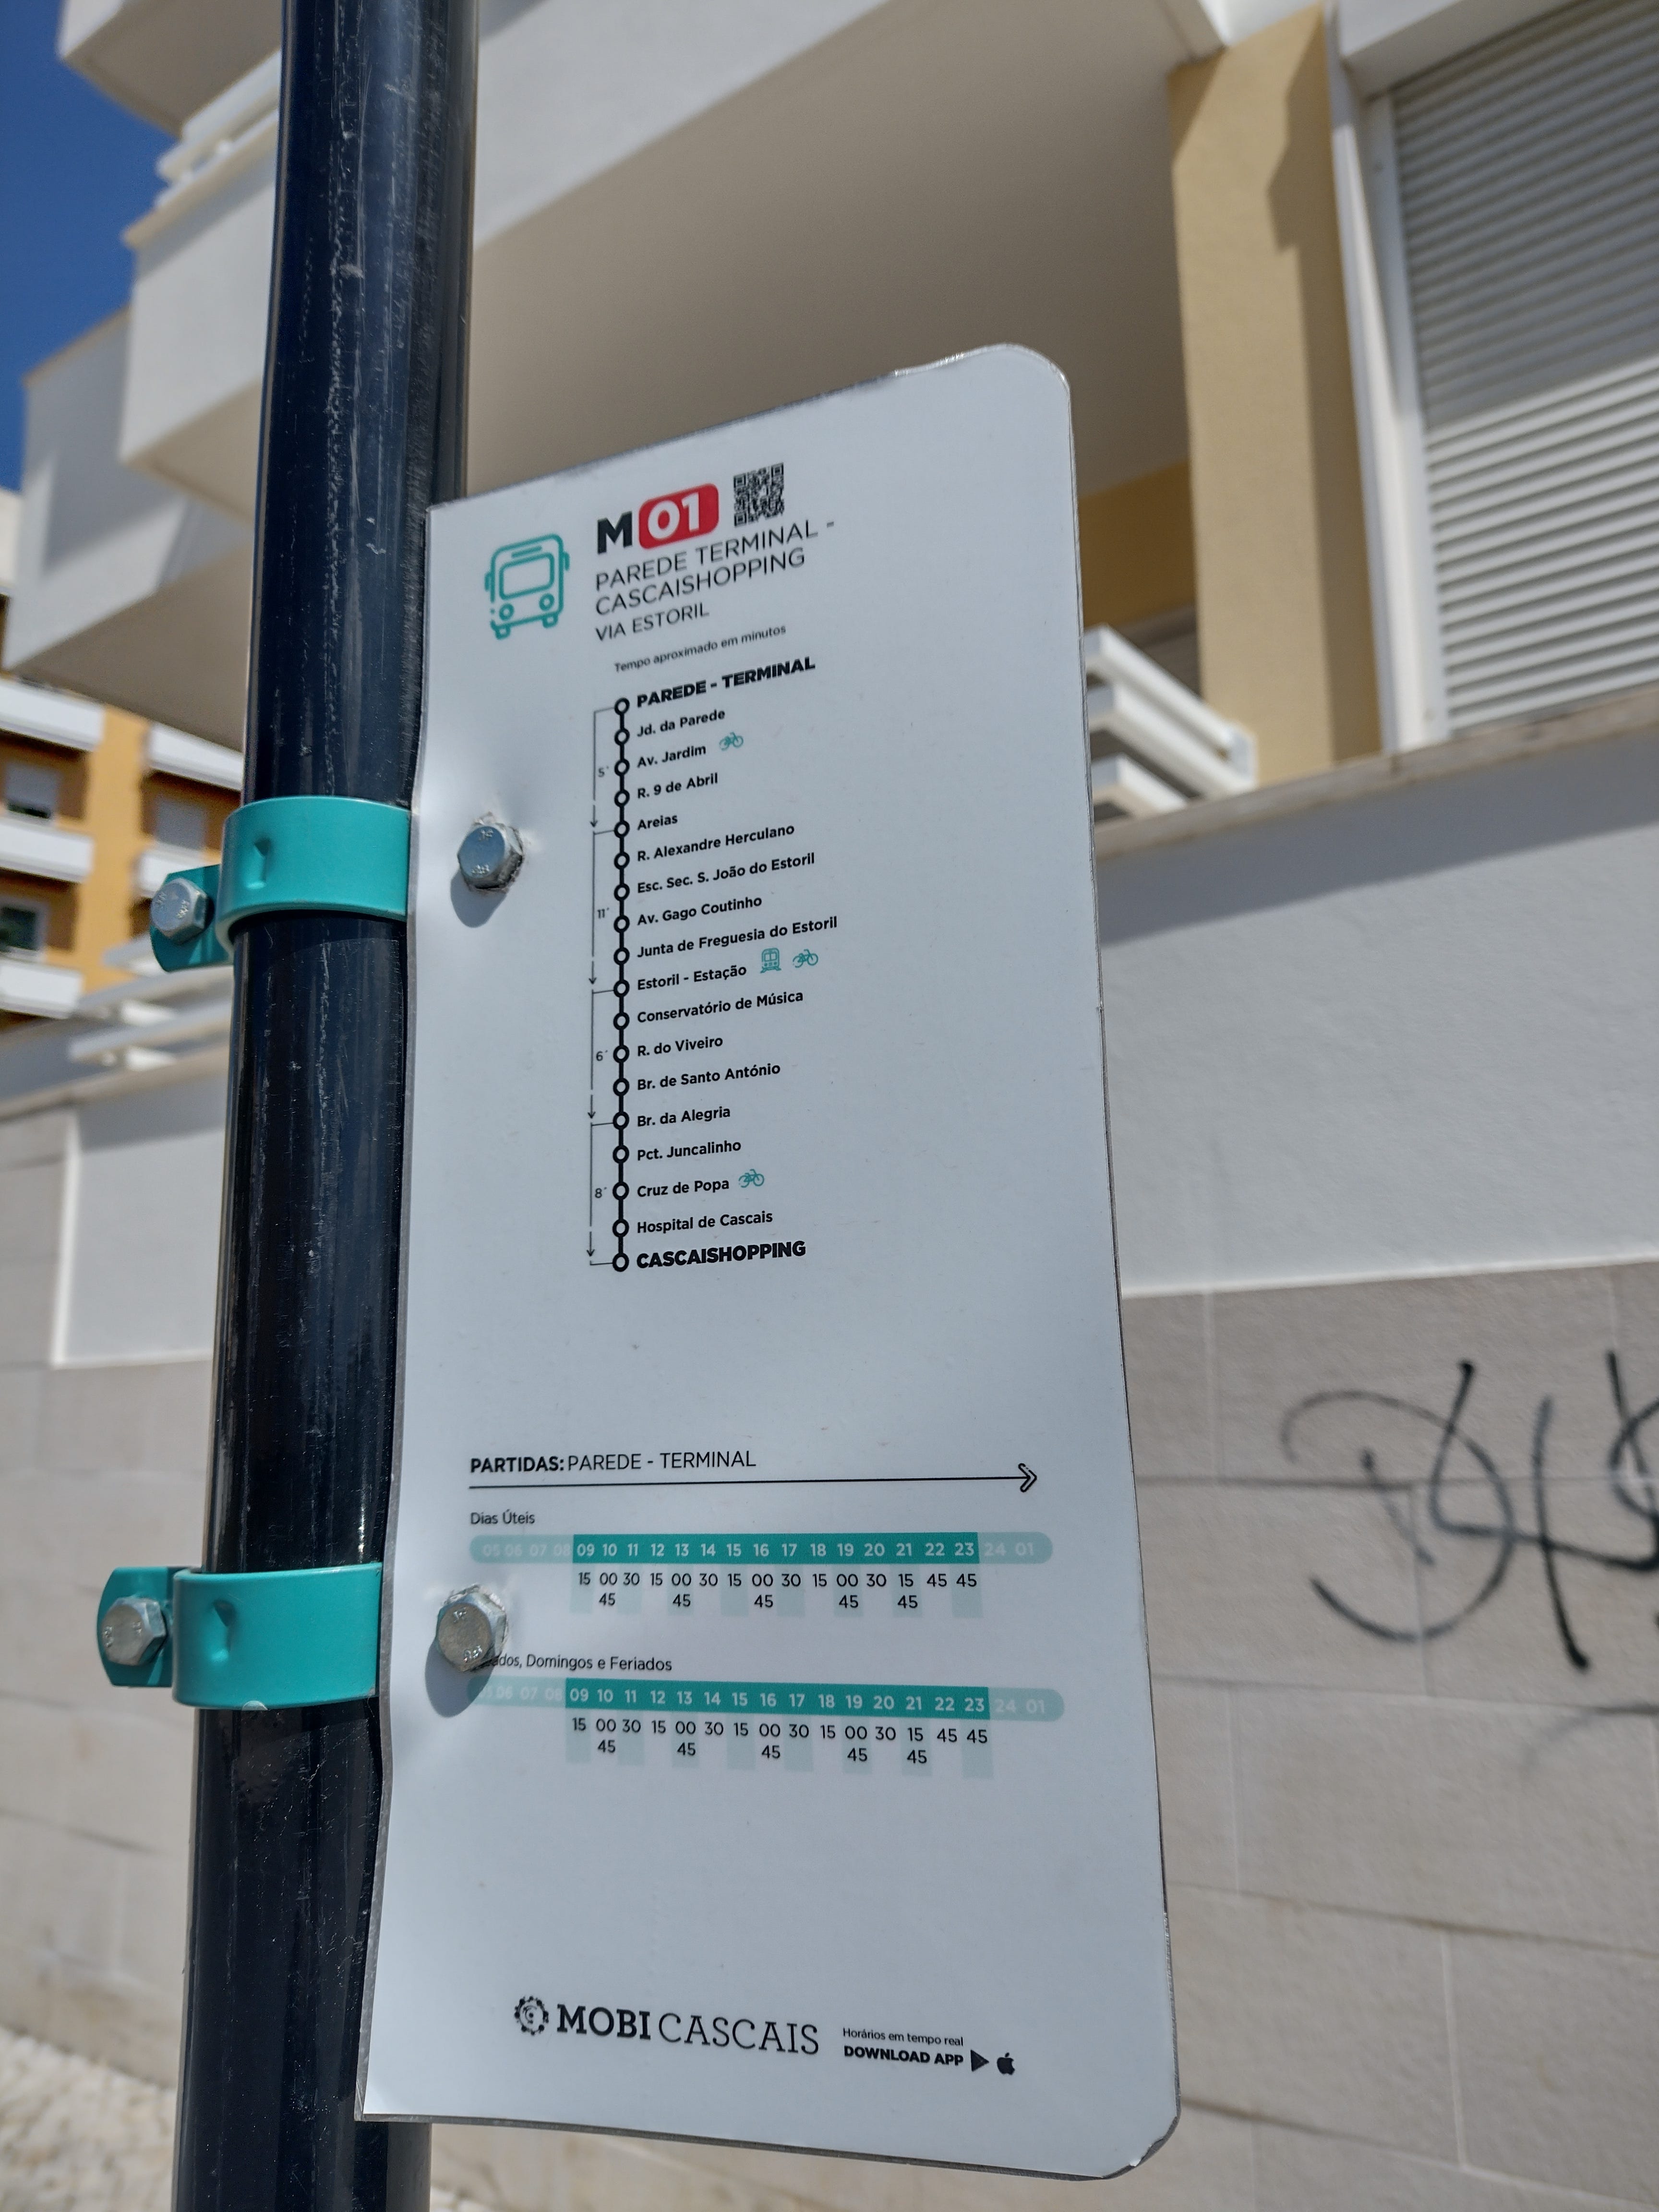 M01
PAREDE TERMINAL -
CASCAISHOPPING
VIA ESTORIL
Tempo aproximado em minutos
PAREDE - TERMINAL
Jd. da Parede
Av. Jardim
5'
R. 9 de Abril
Areias
R. Alexandre Herculano
Esc. Sec. S. João do Estoril
11'
Av. Gago Coutinho
Junta de Freguesia do Estoril
Estoril - Estação
Conservatório de Música
6'
R. do Viveiro
Br. de Santo António
Br. da Alegria
Pct. Juncalinho
8'
Cruz de Popa
Hospital de Cascais
CASCAISHOPPING
PARTIDAS: PAREDE - TERMINAL
Dias Úteis
05 06 07 08 09 10 11 12 13 14 15 16 17 18 19 20 21 22 23 24 01
15 00 30 15 00 30 15 00 30 15 00 30 15 45 45
45 45 45 45 45
Domingos e Feriados
06 07 08 09 10 11 12 13 14 15 16 17 18 19 20 21 22 23 24 01
15 00 30 15 00 30 15 00 30 15 00 30 15 45 45
45 45 45 45 45
MOBICASCAIS
Horários em tempo real
DOWNLOAD APP